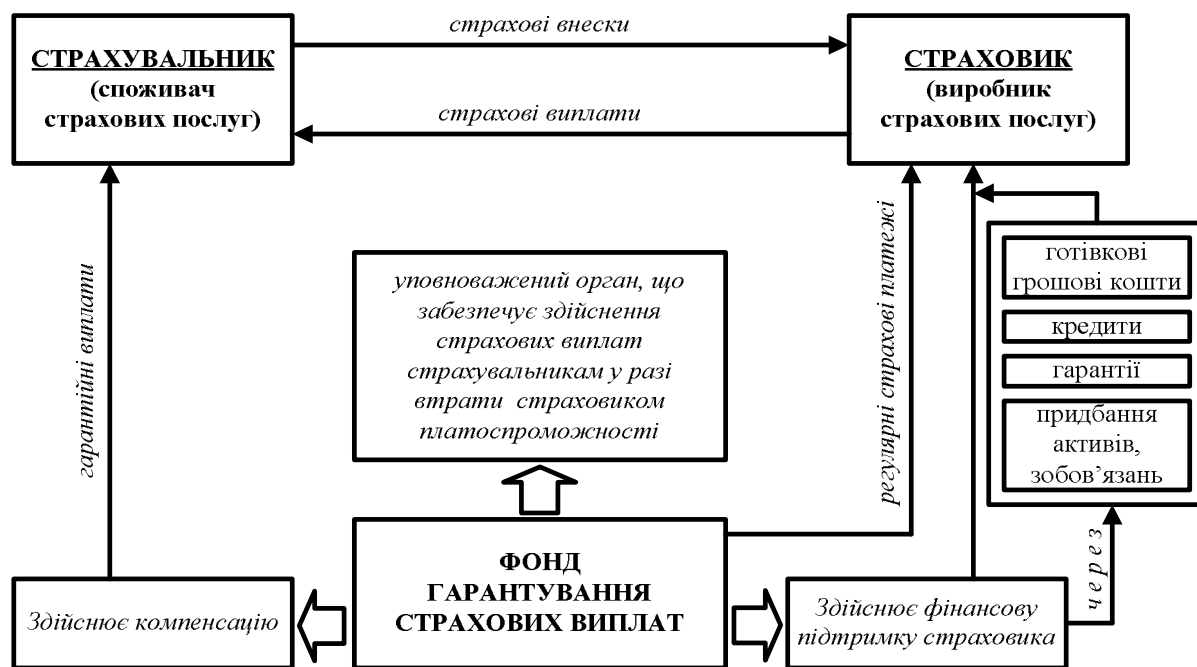 страхові внески
СТРАХУВАЛЬНИК
(споживач
страхових послуг)
СТРАХОВИК
(виробник
страхових послуг)
страхові виплати
гарантійні виплати
уповноважений орган, що
забезпечує здійснення
страхових виплат
страхувальникам у разі
втрати страховиком
платоспроможності
регулярні страхові платежі
готівкові
грошові кошти
кредити
гарантії
придбання
активів,
зобов’язань
через
ФОНД
ГАРАНТУВАННЯ
СТРАХОВИХ ВИПЛАТ
Здійснює компенсацію
Здійснює фінансову
підтримку страховика